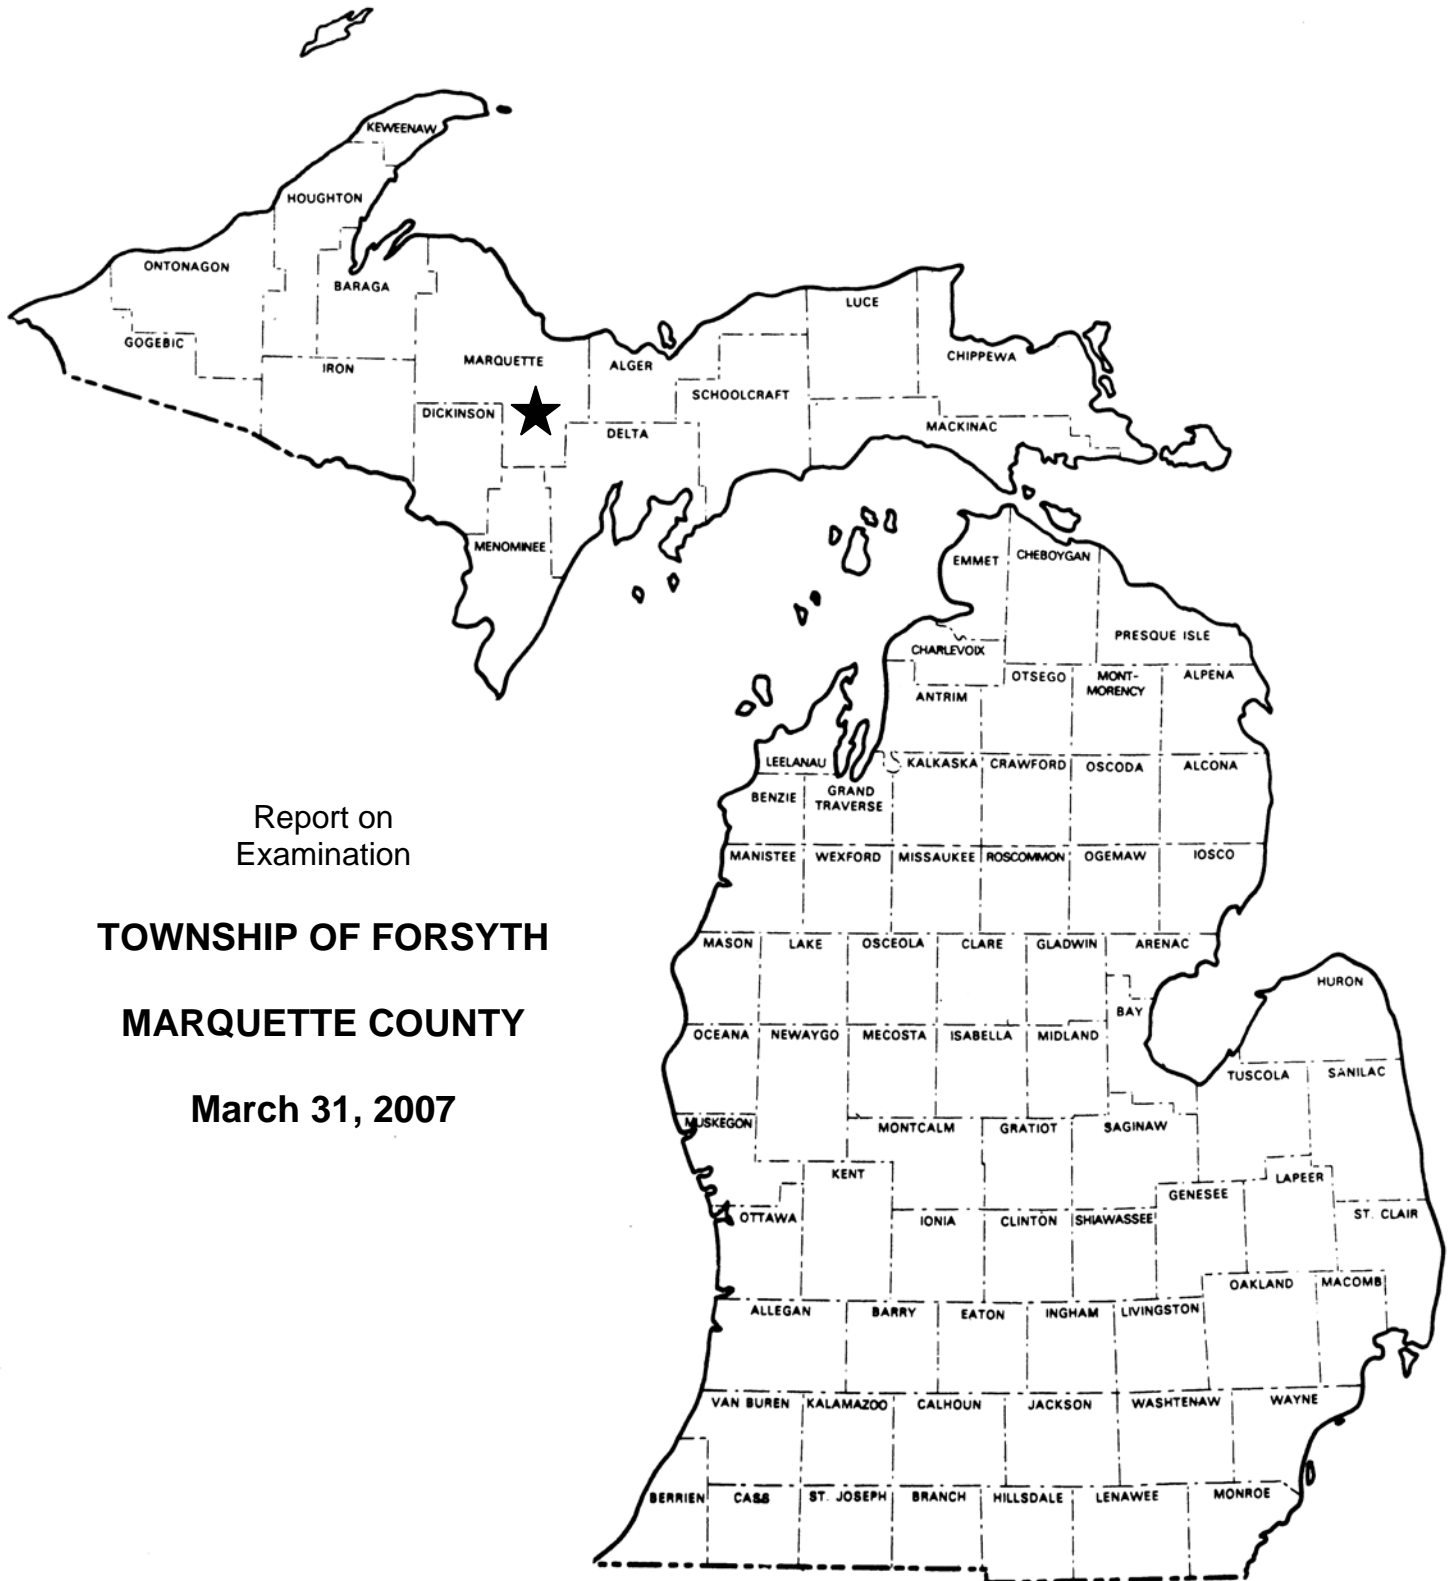 KEWEENAW
HOUGHTON
ONTONAGON
BARAGA
GOGEBIC
IRON
MARQUETTE
ALGER
LUCE
CHIPPEWA
SCHOOLCRAFT
DICKINSON
DELTA
MACKINAC
MENOMINEE
EMMET
CHEBOYGAN
PRESQUE ISLE
CHARLEVOIX
OTSEGO
MONT-
MORENCY
ALPENA
ANTRIM
LEELANAU
KALKASKA
CRAWFORD
OSCODA
ALCONA
BENZIE
GRAND
TRAVERSE
Report on
Examination
TOWNSHIP OF FORSYTH
MARQUETTE COUNTY
March 31, 2007
MANISTEE
WEXFORD
MISSAUKEE
ROSCOMMON
OGEMAW
IOSCO
MASON
LAKE
OSCEOLA
CLARE
GLADWIN
ARENAC
HURON
BAY
OCEANA
NEWAYGO
MECOSTA
ISABELLA
MIDLAND
TUSCOLA
SANILAC
MUSKEGON
MONTCALM
GRATIOT
SAGINAW
KENT
GENESEE
LAPEER
OTTAWA
IONIA
CLINTON
SHIAWASSEE
ST. CLAIR
ALLEGAN
BARRY
EATON
INGHAM
LIVINGSTON
OAKLAND
MACOMB
VAN BUREN
KALAMAZOO
CALHOUN
JACKSON
WASHTENAW
WAYNE
BERRIEN
CASS
ST. JOSEPH
BRANCH
HILLSDALE
LENAWEE
MONROE